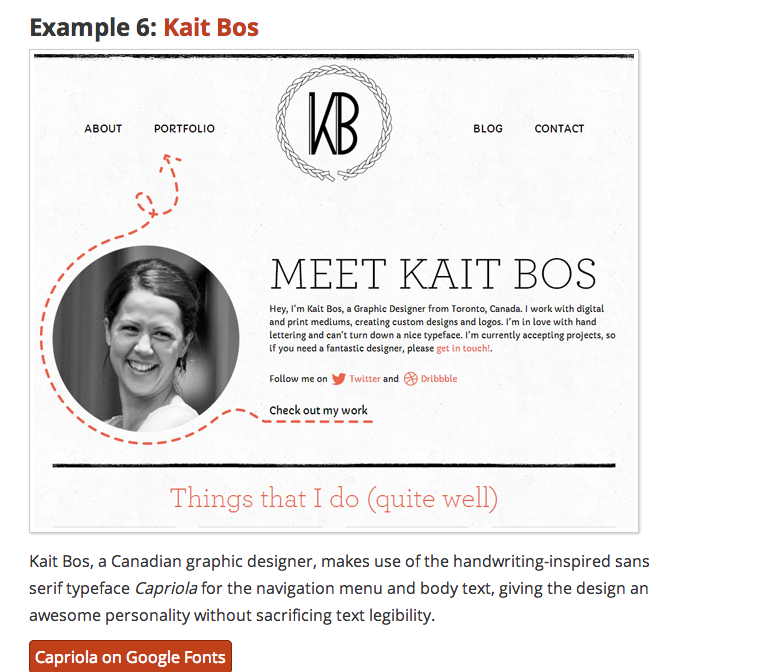 Example 6: Kait Bos
ABOUT PORTFOLIO KB BLOG CONTACT
MEET KAIT BOS
Hey, I'm Kait Bos, a Graphic Designer from Toronto, Canada. I work with digital
and print mediums, creating custom designs and logos. I'm in love with hand
lettering and can't turn down a nice typeface. I'm currently accepting projects, so
if you need a fantastic designer, please get in touch!.
Follow me on Twitter and Dribbble
Check out my work
Things that I do (quite well)
Kait Bos, a Canadian graphic designer, makes use of the handwriting-inspired sans
serif typeface Capriola for the navigation menu and body text, giving the design an
awesome personality without sacrificing text legibility.
Capriola on Google Fonts